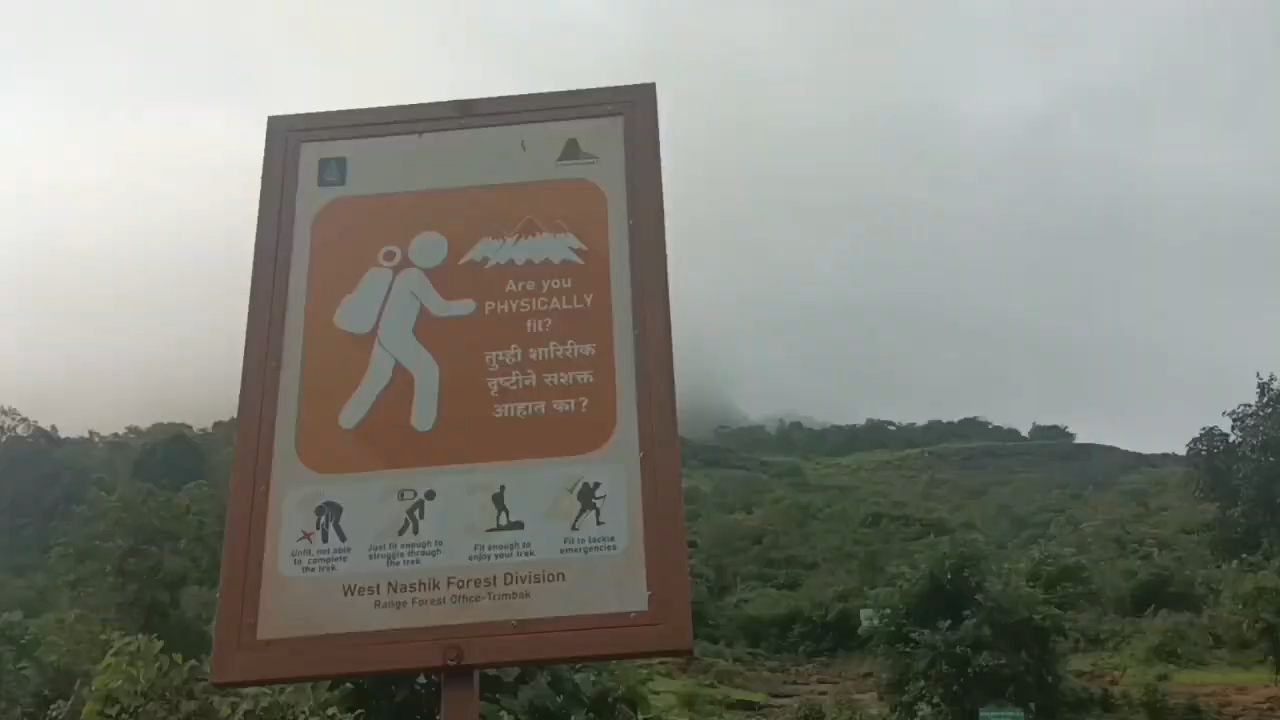 Are you
PHYSICALLY
fit?
तुम्ही शारिरीक
दृष्टीने सशक्त
आहात का?
Unfit, not able
to complete
the trek.
Just fit enough to
struggle through
the trek
Fit enough to
enjoy your trek.
Fit to tackle
emergencies
West Nashik Forest Division
Range Forest Office-Trimbak